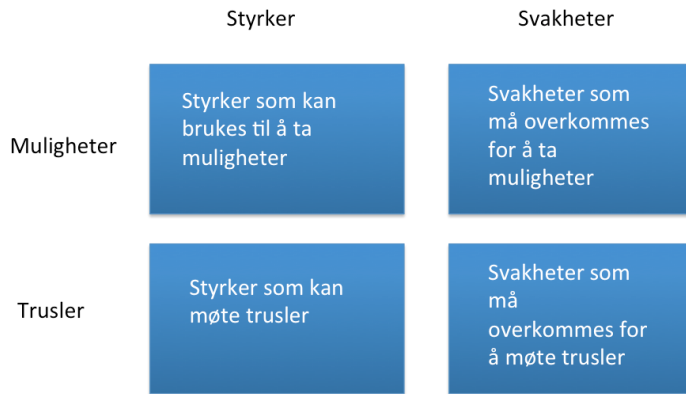 Styrker
Svakheter
Muligheter
Styrker som kan
brukes til å ta
muligheter
Svakheter som
må overkommes
for å ta
muligheter
Trusler
Styrker som kan
møte trusler
Svakheter som
må
overkommes for
å møte trusler